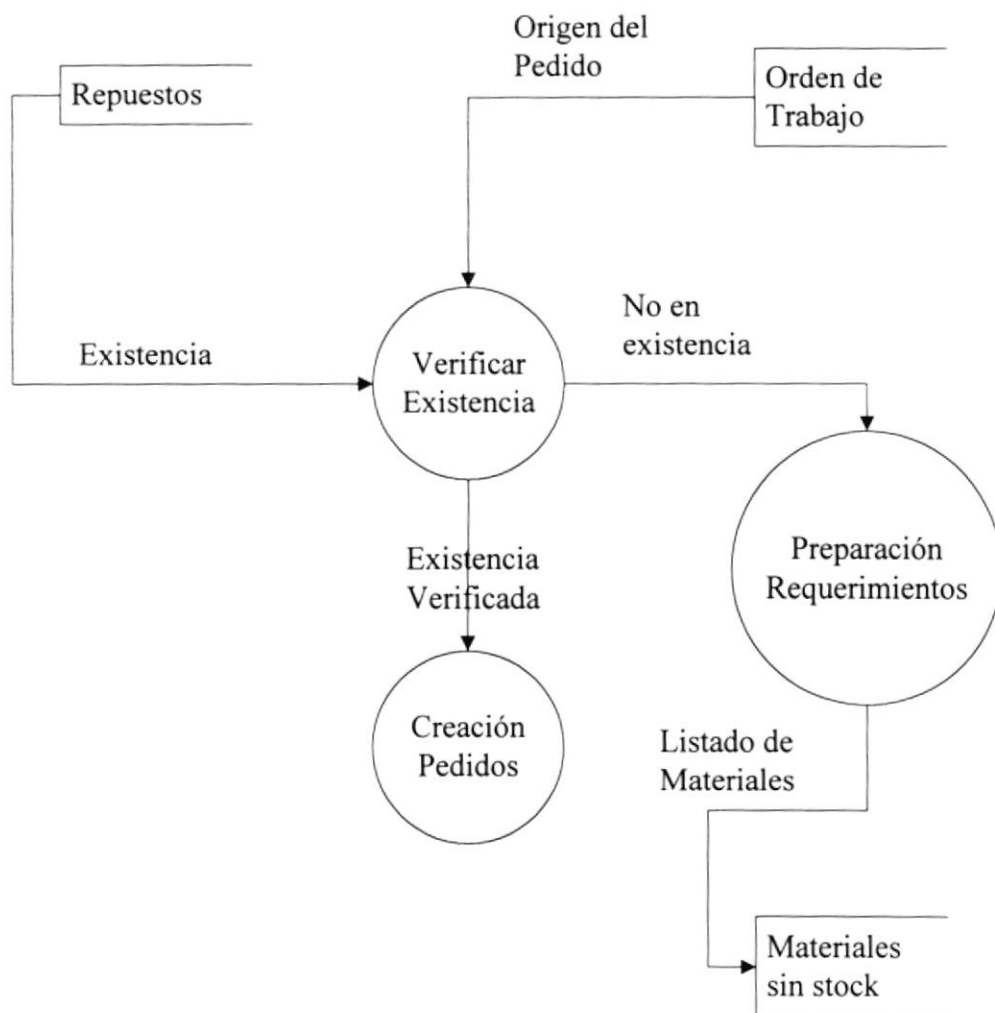 Origen del
Pedido
Repuestos
Orden de
Trabajo
Existencia
Verificar
Existencia
No en
existencia
Existencia
Verificada
Preparación
Requerimientos
Creación
Pedidos
Listado de
Materiales
Materiales
sin stock